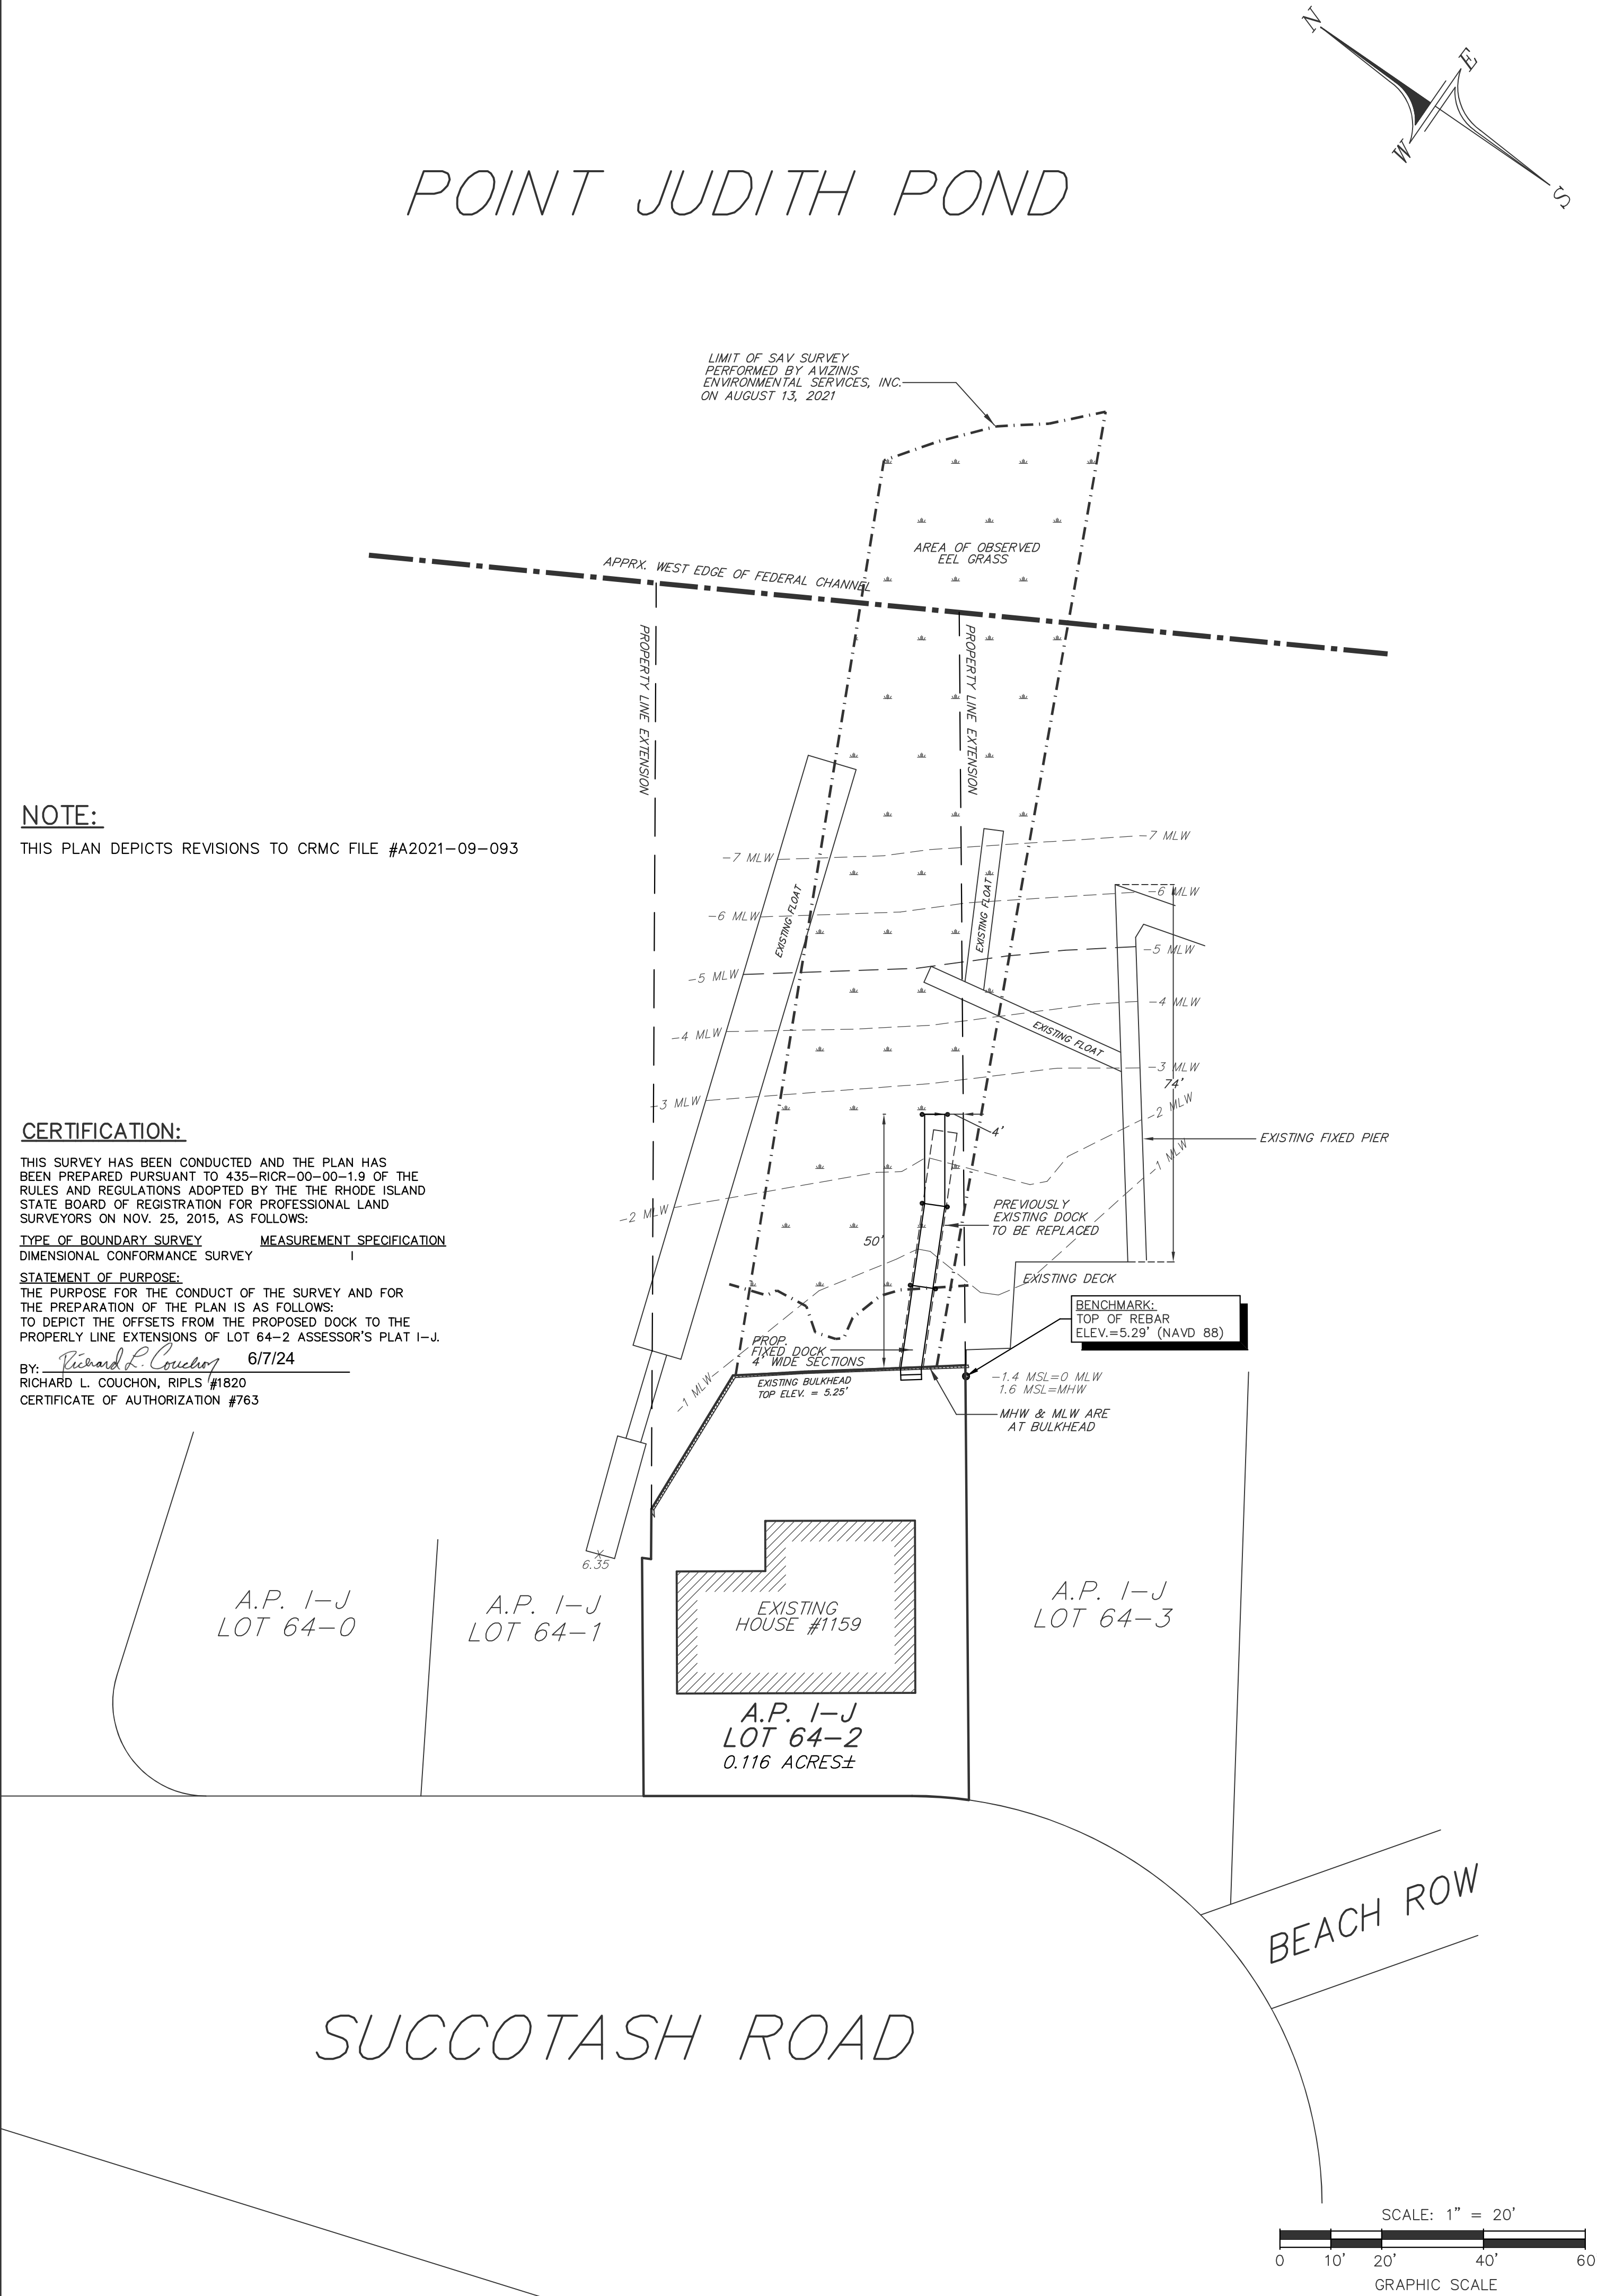 N
E
W
S
POINT JUDITH POND
LIMIT OF SAV SURVEY
PERFORMED BY AVIZINIS
ENVIRONMENTAL SERVICES, INC.
ON AUGUST 13, 2021
AREA OF OBSERVED
EEL GRASS
APPRX. WEST EDGE OF FEDERAL CHANNEL
PROPERTY LINE EXTENSION
PROPERTY LINE EXTENSION
NOTE:
THIS PLAN DEPICTS REVISIONS TO CRMC FILE #A2021-09-093
-7 MLW
-7 MLW
EXISTING FLOAT
EXISTING FLOAT
-6 MLW
-6 MLW
-5 MLW
-5 MLW
-4 MLW
-4 MLW
EXISTING FLOAT
-3 MLW
-3 MLW
74'
-2 MLW
-2 MLW
-1 MLW
-1 MLW
4'
EXISTING FIXED PIER
PREVIOUSLY
EXISTING DOCK
TO BE REPLACED
50'
EXISTING DECK
BENCHMARK:
TOP OF REBAR
ELEV.=5.29' (NAVD 88)
PROP.
FIXED DOCK
4' WIDE SECTIONS
EXISTING BULKHEAD
TOP ELEV. = 5.25'
-1.4 MSL=0 MLW
1.6 MSL=MHW
MHW & MLW ARE
AT BULKHEAD
CERTIFICATION:
THIS SURVEY HAS BEEN CONDUCTED AND THE PLAN HAS
BEEN PREPARED PURSUANT TO 435-RICR-00-00-1.9 OF THE
RULES AND REGULATIONS ADOPTED BY THE THE RHODE ISLAND
STATE BOARD OF REGISTRATION FOR PROFESSIONAL LAND
SURVEYORS ON NOV. 25, 2015, AS FOLLOWS:
TYPE OF BOUNDARY SURVEY MEASUREMENT SPECIFICATION
DIMENSIONAL CONFORMANCE SURVEY I
STATEMENT OF PURPOSE:
THE PURPOSE FOR THE CONDUCT OF THE SURVEY AND FOR
THE PREPARATION OF THE PLAN IS AS FOLLOWS:
TO DEPICT THE OFFSETS FROM THE PROPOSED DOCK TO THE
PROPERLY LINE EXTENSIONS OF LOT 64-2 ASSESSOR'S PLAT I-J.
BY: Richard L. Couchon 6/7/24
RICHARD L. COUCHON, RIPLS #1820
CERTIFICATE OF AUTHORIZATION #763
6.35
A.P. I-J
LOT 64-0
A.P. I-J
LOT 64-1
EXISTING
HOUSE #1159
A.P. I-J
LOT 64-3
A.P. I-J
LOT 64-2
0.116 ACRES±
BEACH ROW
SUCCOTASH ROAD
SCALE: 1" = 20'
0 10' 20' 40' 60
GRAPHIC SCALE